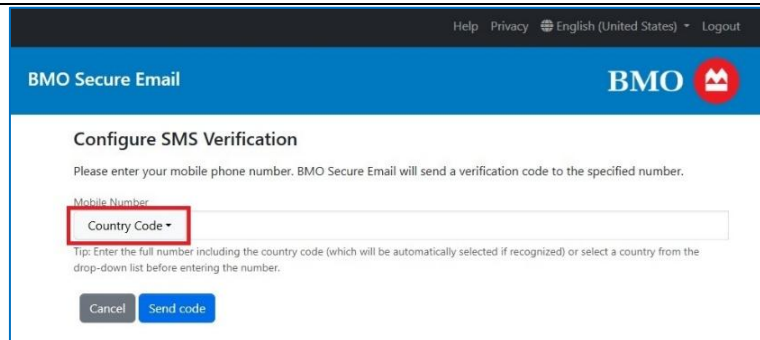 Help Privacy English (United States) Logout
BMO Secure Email BMO
Configure SMS Verification
Please enter your mobile phone number. BMO Secure Email will send a verification code to the specified number.
Mobile Number
Country Code
Tip: Enter the full number including the country code (which will be automatically selected if recognized) or select a country from the
drop-down list before entering the number.
Cancel Send code